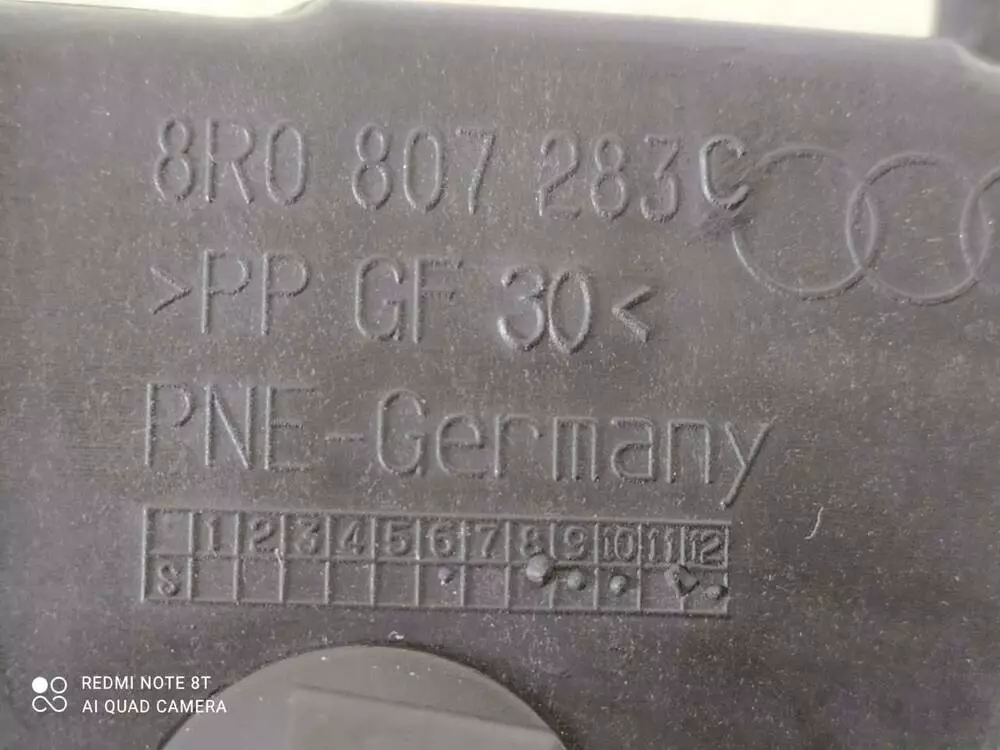 8R0 807 283C
>PP GF 30<
PNE-Germany
1 2 3 4 5 6 7 8 9 10 11 12
8
REDMI NOTE 8T
AI QUAD CAMERA